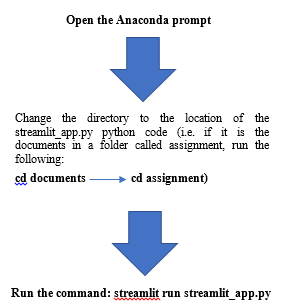 Open the Anaconda prompt
Change the directory to the location of the
streamlit_app.py python code (i.e. if it is the
documents in a folder called assignment, run the
following:
cd documents cd assignment)
Run the command: streamlit run streamlit_app.py